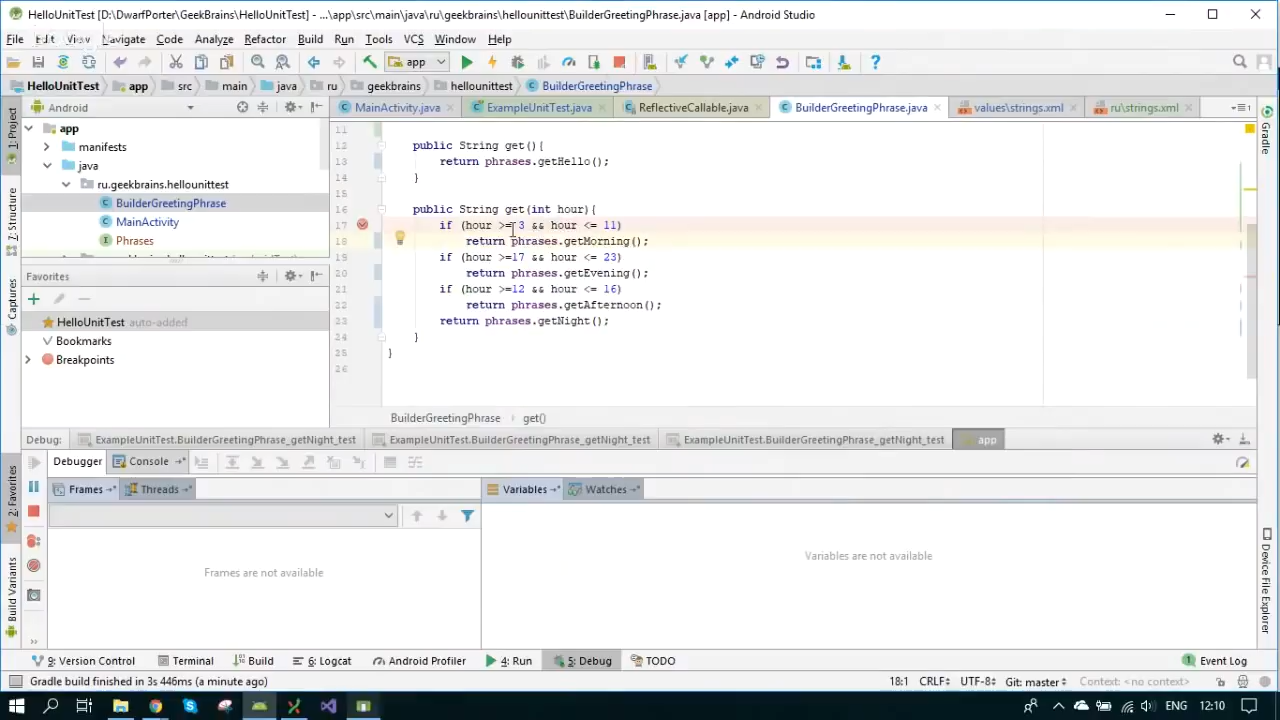 HelloUnitTest [D:\DwarfPorter\GeekBrains\HelloUnitTest] - ...\app\src\main\java\ru\geekbrains\hellounittest\BuilderGreetingPhrase.java [app] - Android Studio
File Edit View Navigate Code Analyze Refactor Build Run Tools VCS Window Help
app
HelloUnitTest app src main java ru geekbrains hellounittest BuilderGreetingPhrase
Android
MainActivity.java ExampleUnitTest.java ReflectiveCallable.java BuilderGreetingPhrase.java values\strings.xml ru\strings.xml
1: Project
7: Structure
Captures
2: Favorites
Build Variants
app
manifests
java
ru.geekbrains.hellounittest
BuilderGreetingPhrase
MainActivity
Phrases
Favorites
HelloUnitTest auto-added
Bookmarks
Breakpoints
11
12 public String get(){
13 return phrases.getHello();
14 }
15
16 public String get(int hour){
17 if (hour >= 3 && hour <= 11)
18 return phrases.getMorning();
19 if (hour >=17 && hour <= 23)
20 return phrases.getEvening();
21 if (hour >=12 && hour <= 16)
22 return phrases.getAfternoon();
23 return phrases.getNight();
24 }
25 }
26
BuilderGreetingPhrase get()
Gradle
Device File Explorer
Debug: ExampleUnitTest.BuilderGreetingPhrase_getNight_test ExampleUnitTest.BuilderGreetingPhrase_getNight_test ExampleUnitTest.BuilderGreetingPhrase_getNight_test app
Debugger Console
Frames Threads Variables Watches
Frames are not available
Variables are not available
9: Version Control Terminal Build 6: Logcat Android Profiler 4: Run 5: Debug TODO Event Log
Gradle build finished in 3s 446ms (a minute ago) 18:1 CRLF UTF-8 Git: master Context: <no context>
ENG 12:10